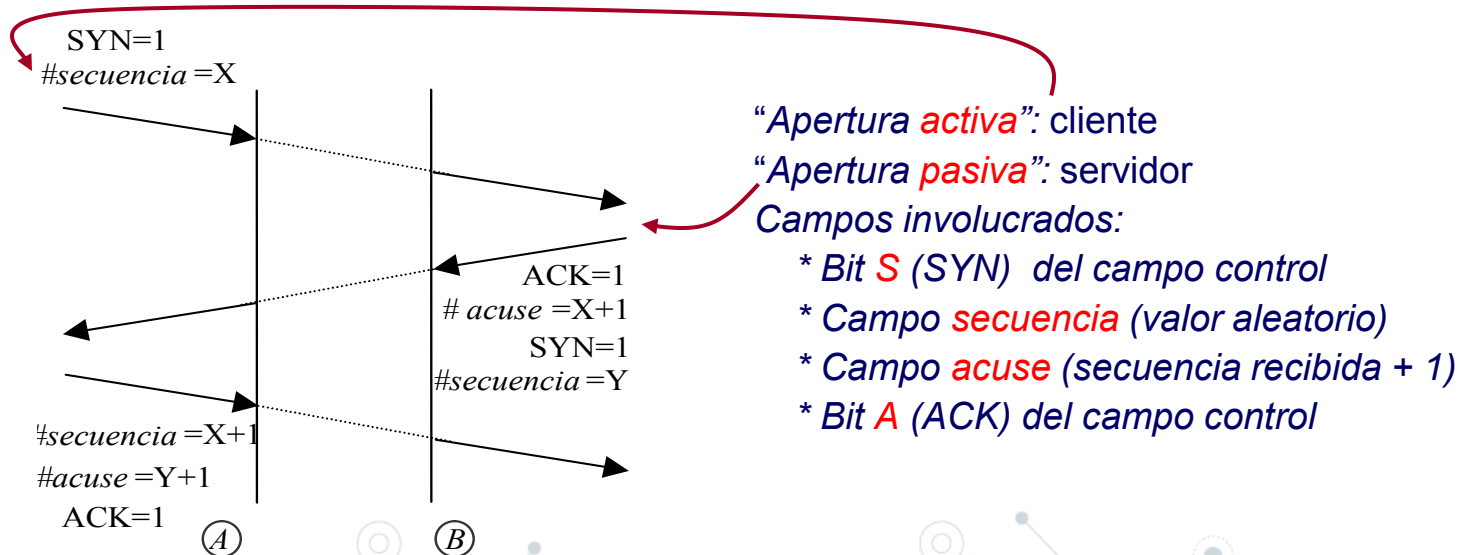 SYN=1
#secuencia =X
“Apertura activa”: cliente
“Apertura pasiva”: servidor
Campos involucrados:
* Bit S (SYN) del campo control
* Campo secuencia (valor aleatorio)
* Campo acuse (secuencia recibida + 1)
* Bit A (ACK) del campo control
ACK=1
# acuse =X+1
SYN=1
#secuencia =Y
#secuencia =X+1
#acuse =Y+1
ACK=1
A
B